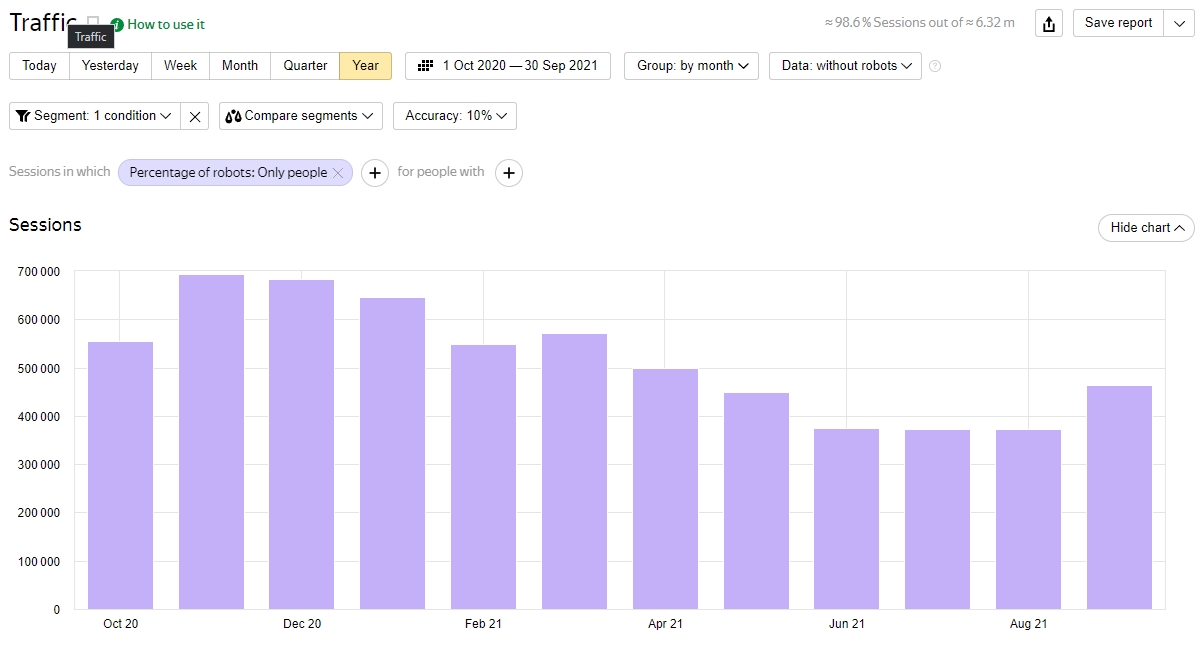 Traffic
How to use it
≈ 98.6 % Sessions out of ≈ 6.32 m
Save report
Traffic
Today
Yesterday
Week
Month
Quarter
Year
1 Oct 2020 — 30 Sep 2021
Group: by month
Data: without robots
?
Segment: 1 condition
Compare segments
Accuracy: 10%
Sessions in which
Percentage of robots: Only people
+
for people with
+
Sessions
Hide chart
700 000
600 000
500 000
400 000
300 000
200 000
100 000
0
Oct 20
Dec 20
Feb 21
Apr 21
Jun 21
Aug 21